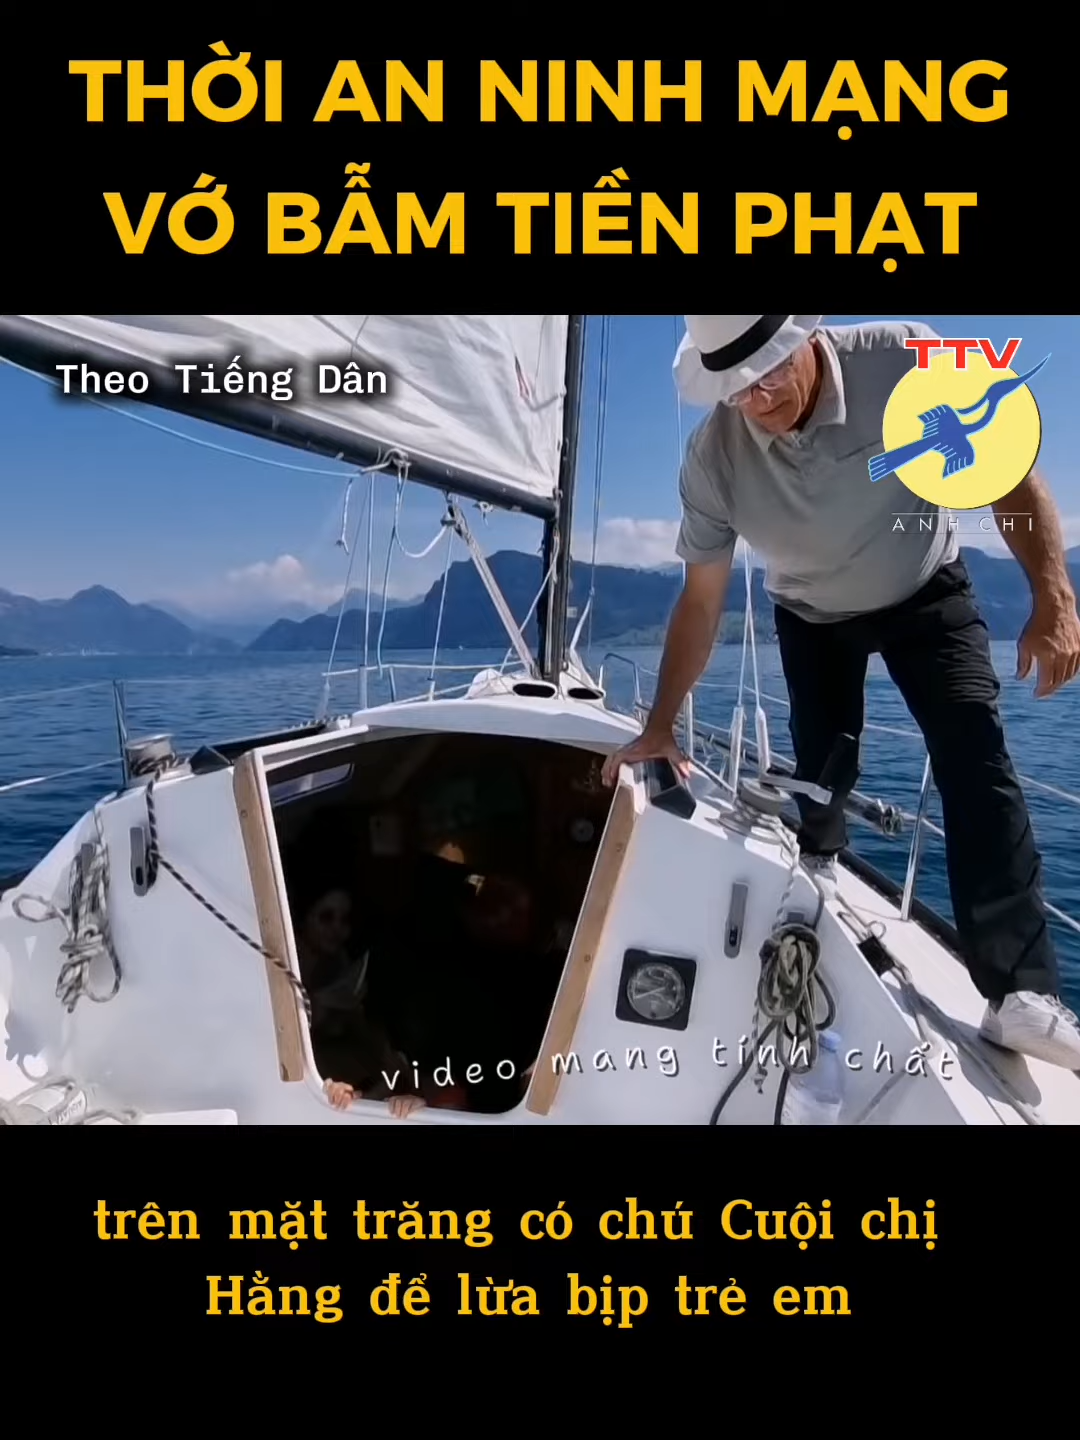 THỜI AN NINH MẠNG
VỚ BẪM TIỀN PHẠT
Theo Tiếng Dân
TTV
ANH CHI
video mang tính chất
trên mặt trăng có chú Cuội chị
Hằng để lừa bịp trẻ em